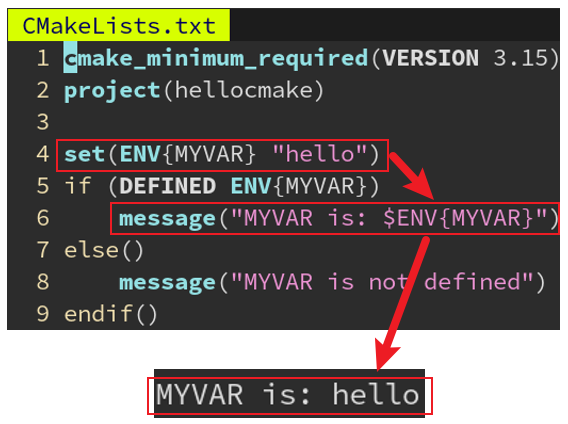 CMakeLists.txt
1 cmake_minimum_required(VERSION 3.15)
2 project(hellocmake)
3
4 set(ENV{MYVAR} "hello")
5 if (DEFINED ENV{MYVAR})
6     message("MYVAR is: $ENV{MYVAR}")
7 else()
8     message("MYVAR is not defined")
9 endif()
MYVAR is: hello